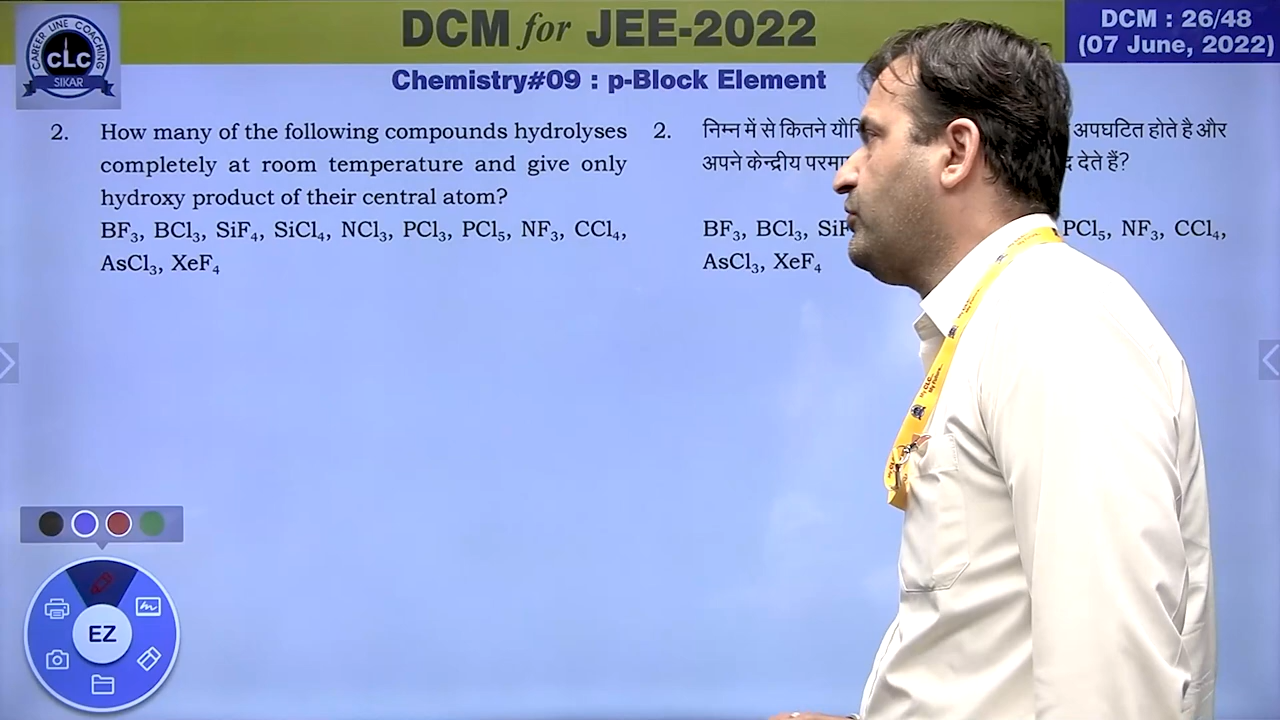 CAREER LINE COACHING
CLC
SIKAR
DCM for JEE-2022
DCM : 26/48
(07 June, 2022)
Chemistry#09 : p-Block Element
2. How many of the following compounds hydrolyses
completely at room temperature and give only
hydroxy product of their central atom?
BF₃, BCl₃, SiF₄, SiCl₄, NCl₃, PCl₃, PCl₅, NF₃, CCl₄,
AsCl₃, XeF₄
2. निम्न में से कितने अपघटित होते है और
अपने केन्द्रीय देते हैं?
BF₃, BCl₃, PCl₅, NF₃, CCl₄,
AsCl₃, XeF₄
EZ